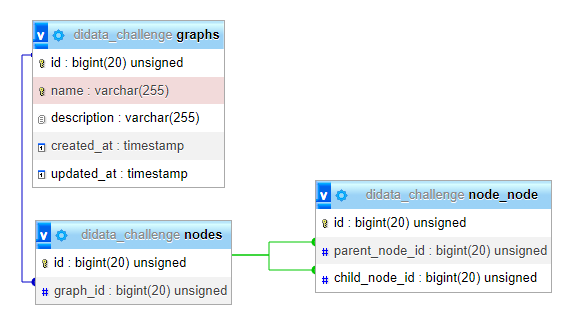 v didata_challenge graphs
id : bigint(20) unsigned
name : varchar(255)
description : varchar(255)
created_at : timestamp
updated_at : timestamp
v didata_challenge nodes
id : bigint(20) unsigned
# graph_id : bigint(20) unsigned
v didata_challenge node_node
id : bigint(20) unsigned
# parent_node_id : bigint(20) unsigned
# child_node_id : bigint(20) unsigned